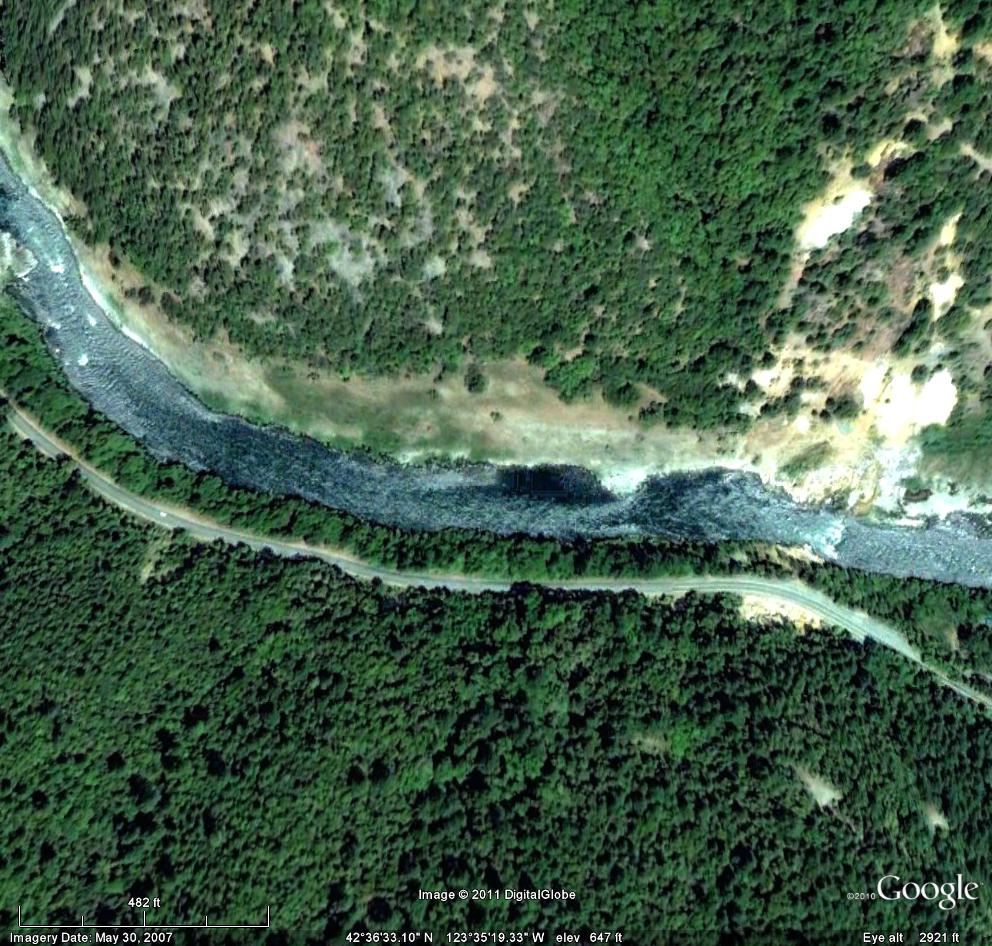 482 ft
Image © 2011 DigitalGlobe
©2010 Google
Imagery Date: May 30, 2007 42°36'33.10" N 123°35'19.33" W elev 647 ft Eye alt 2921 ft